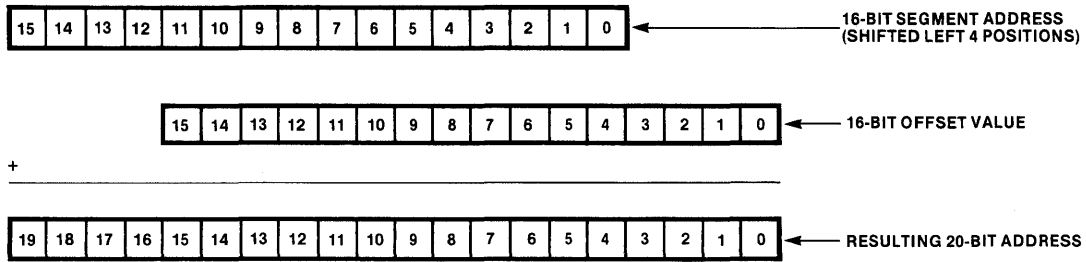 15 14 13 12 11 10 9 8 7 6 5 4 3 2 1 0
16-BIT SEGMENT ADDRESS
(SHIFTED LEFT 4 POSITIONS)
15 14 13 12 11 10 9 8 7 6 5 4 3 2 1 0
16-BIT OFFSET VALUE
+
19 18 17 16 15 14 13 12 11 10 9 8 7 6 5 4 3 2 1 0
RESULTING 20-BIT ADDRESS